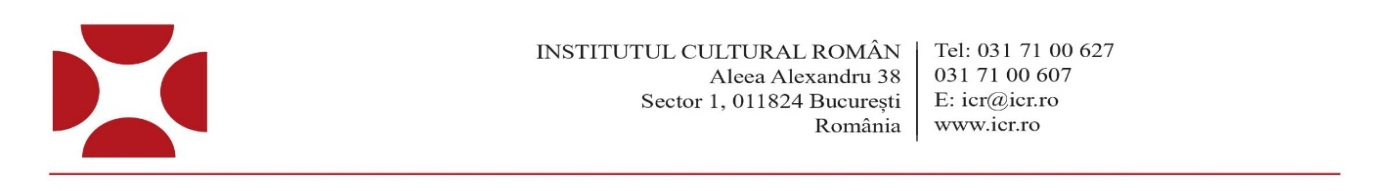 INSTITUTUL CULTURAL ROMÂN
Aleea Alexandru 38
Sector 1, 011824 București
România
Tel: 031 71 00 627
031 71 00 607
E: icr@icr.ro
www.icr.ro